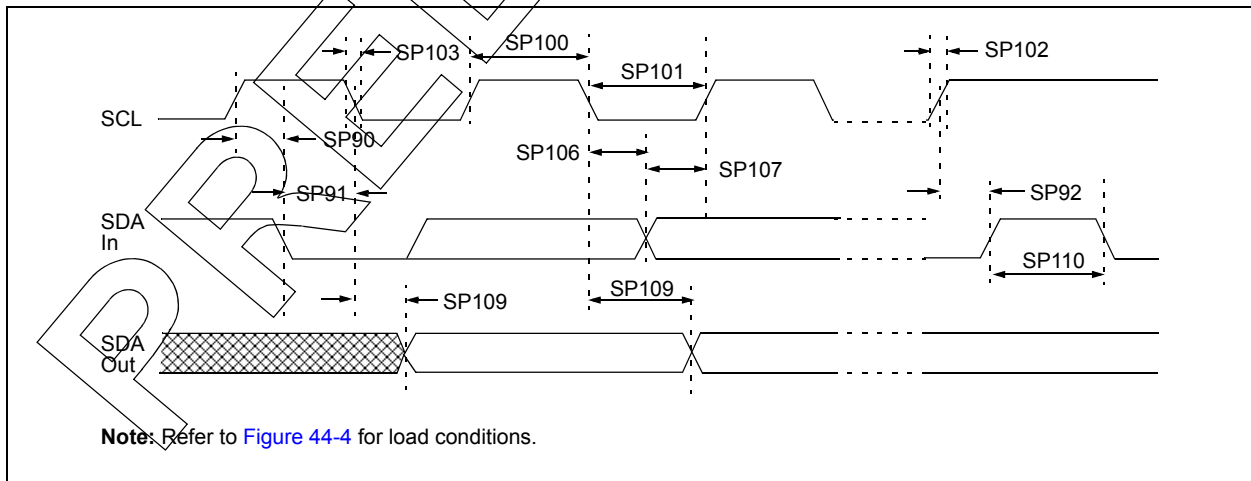 SP103
SP100
SP101
SP102
SCL
SP90
SP106
SP107
SP91
SP92
SDA
In
SP110
SP109
SP109
SDA
Out
Note: Refer to Figure 44-4 for load conditions.